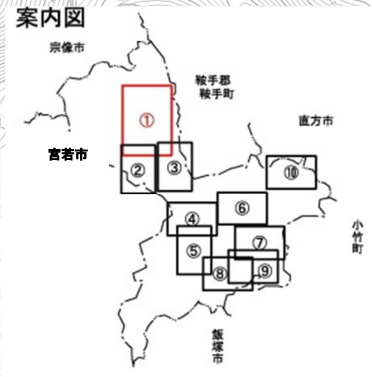 案内図
宗像市
鞍手郡
鞍手町
①
直方市
宮若市
②
③
⑩
⑥
④
小竹町
⑦
⑤
⑧
⑨
飯塚市